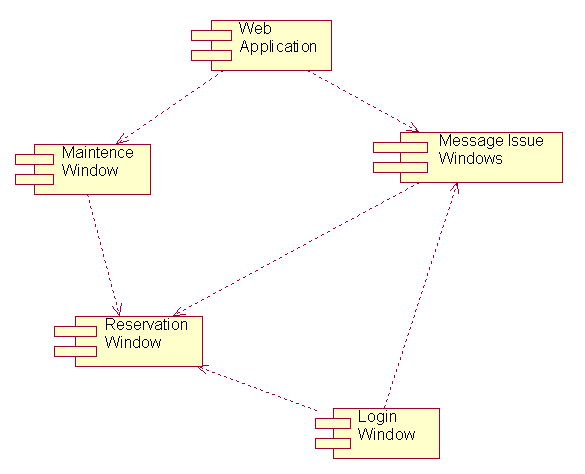 Web
Application
Maintence
Window
Message Issue
Windows
Reservation
Window
Login
Window